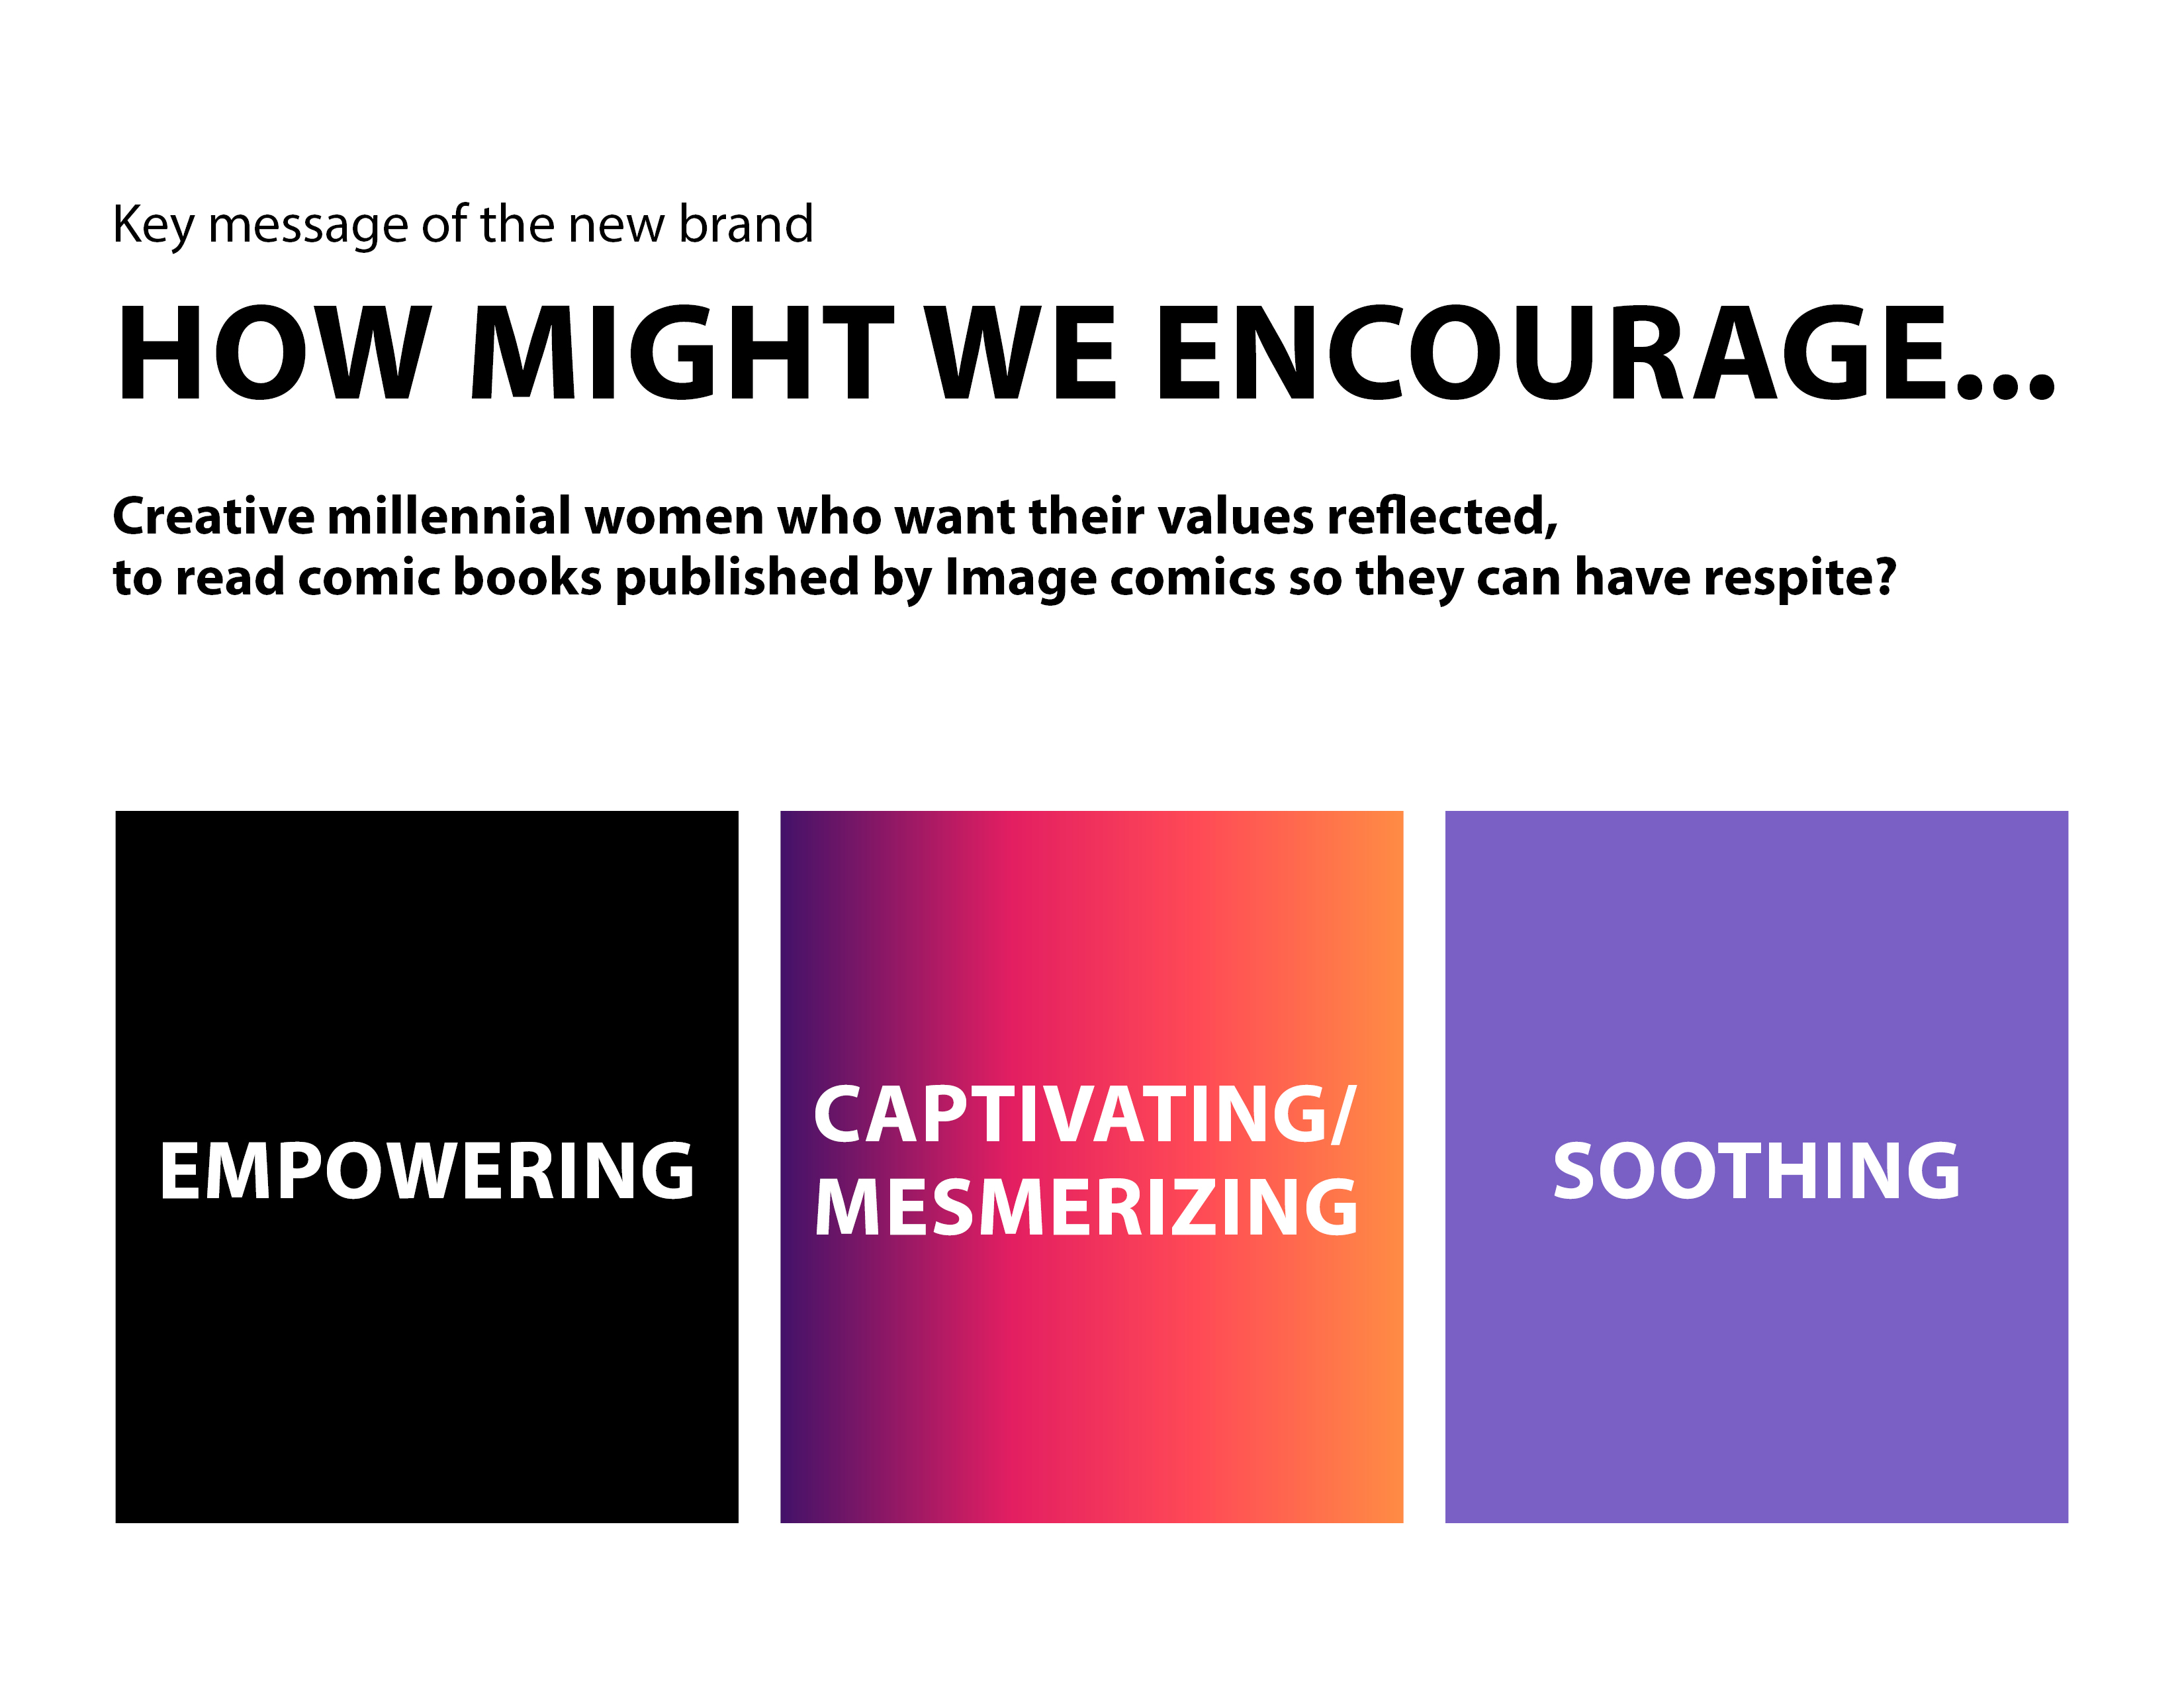 Key message of the new brand
HOW MIGHT WE ENCOURAGE...
Creative millennial women who want their values reflected,
to read comic books published by Image comics so they can have respite?
EMPOWERING
CAPTIVATING/
MESMERIZING
SOOTHING